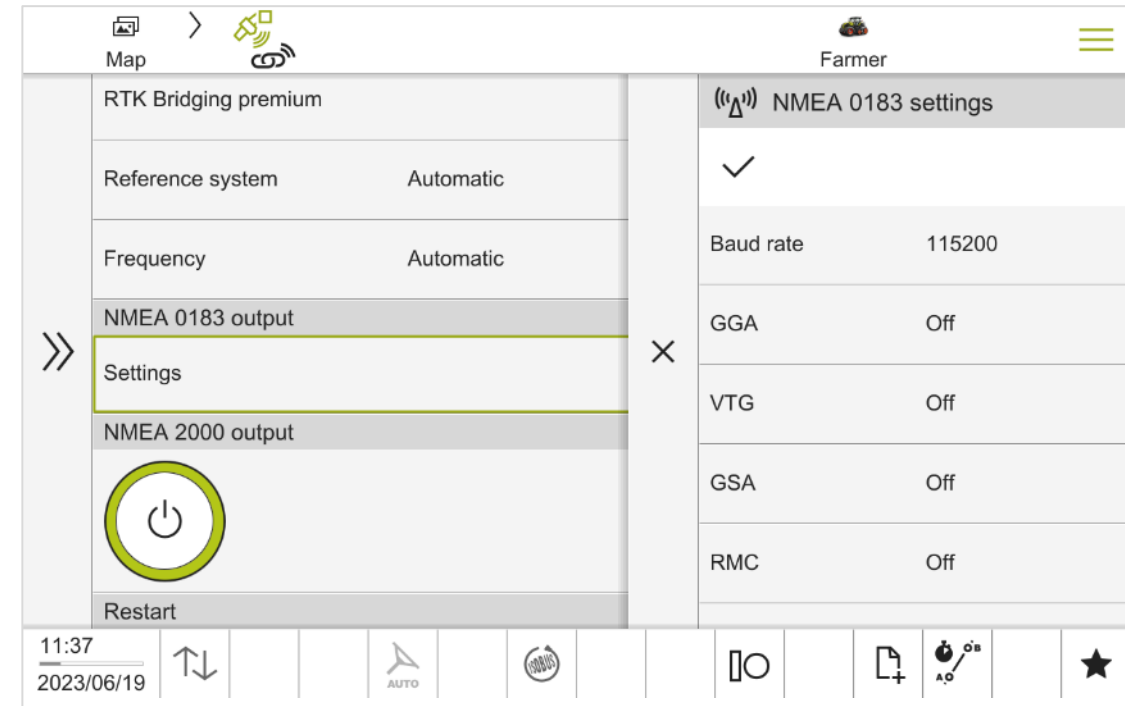 Map
Farmer
RTK Bridging premium
Reference system Automatic
Frequency Automatic
NMEA 0183 output
Settings
NMEA 2000 output
Restart
NMEA 0183 settings
Baud rate 115200
GGA Off
VTG Off
GSA Off
RMC Off
11:37
2023/06/19
AUTO
ISOBUS
A B